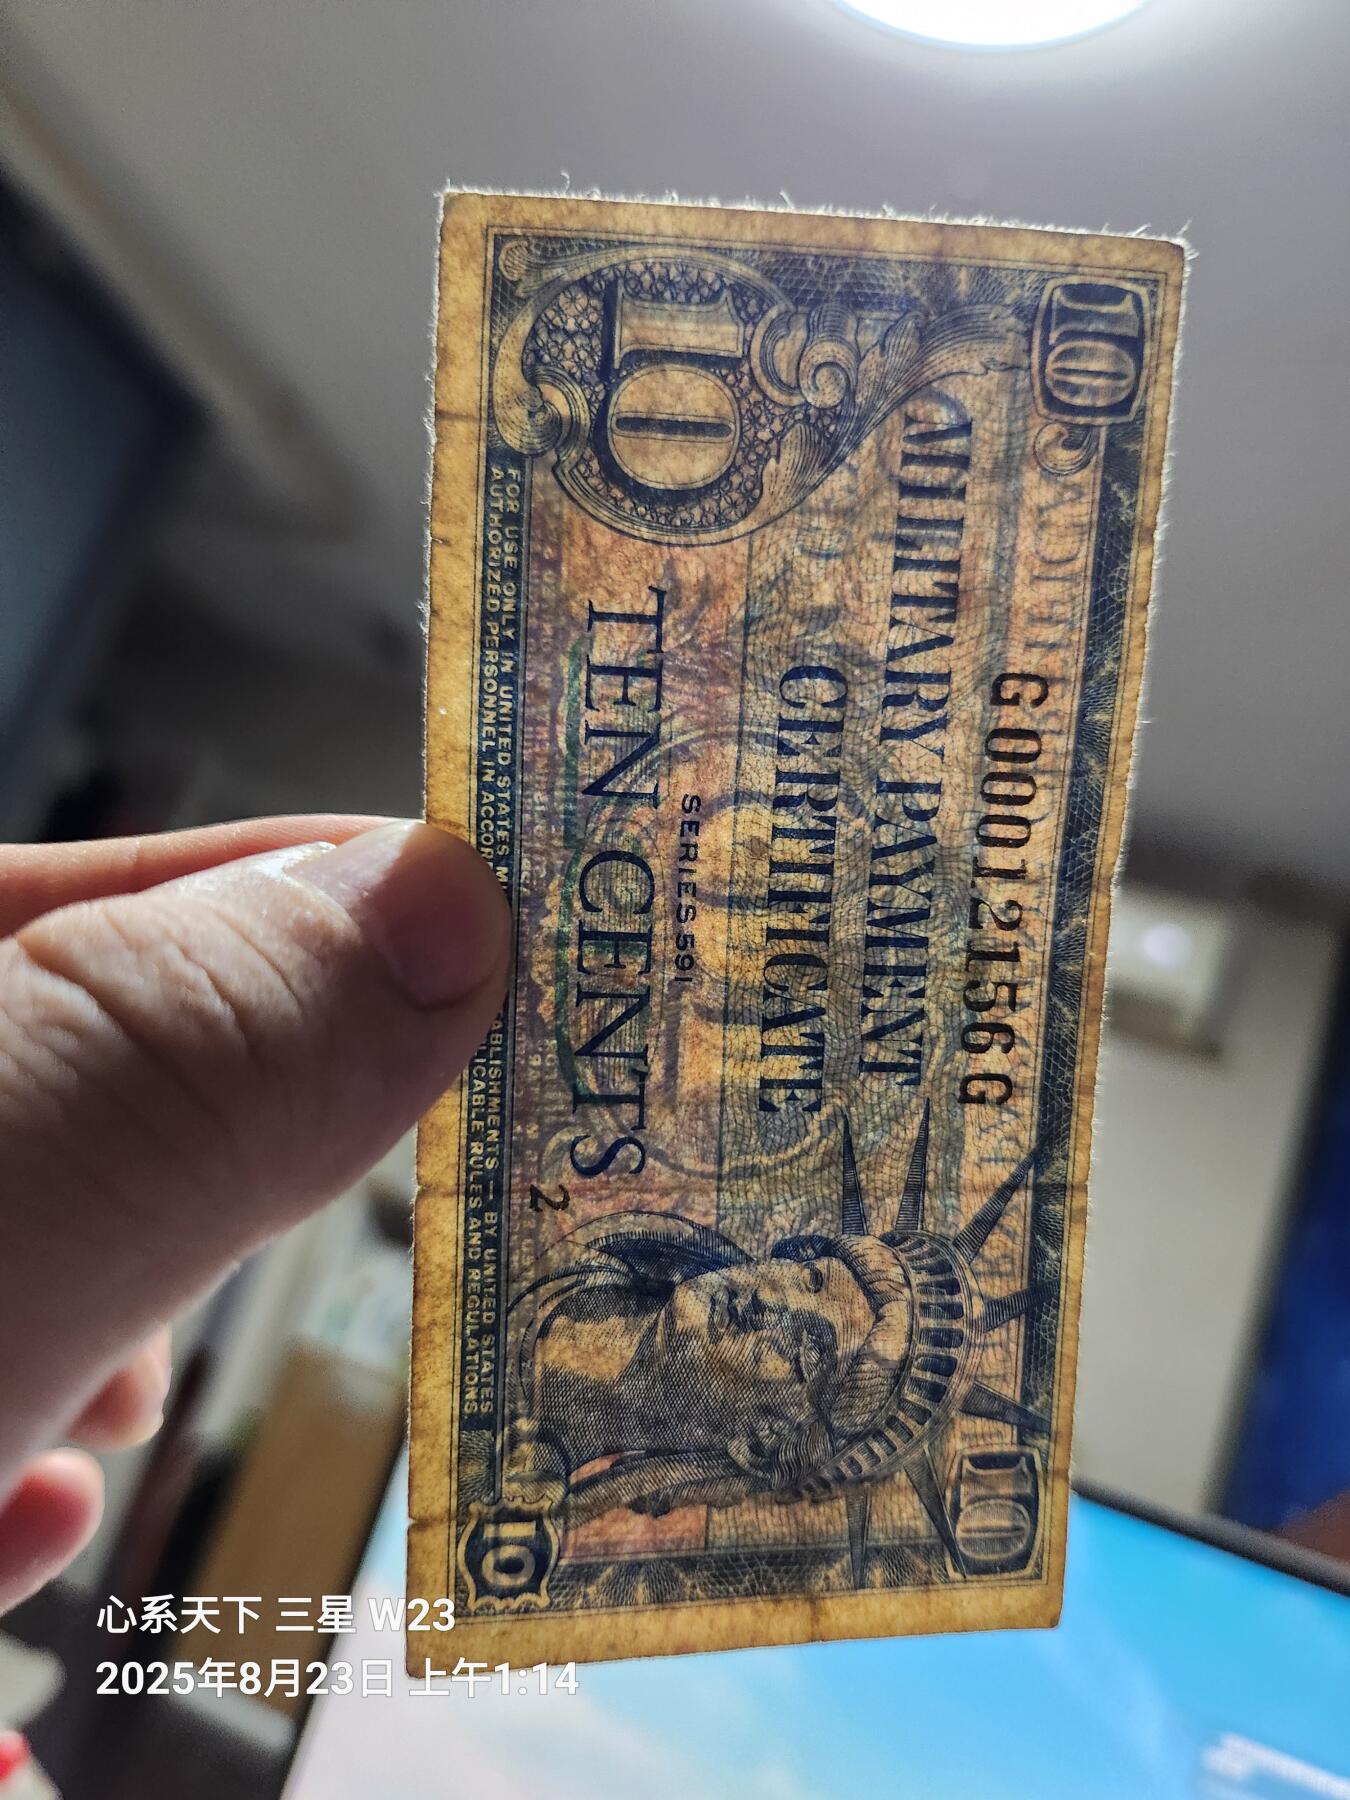 10
10
G00012156G
MILITARY PAYMENT
CERTIFICATE
SERIES 591
TEN CENTS
2
FOR USE ONLY IN UNITED STATES M ABLISHMENTS — BY UNITED STATES
AUTHORIZED PERSONNEL IN ACCOR ICABLE RULES AND REGULATIONS.
10
10
心系天下 三星 W23
2025年8月23日 上午1:14